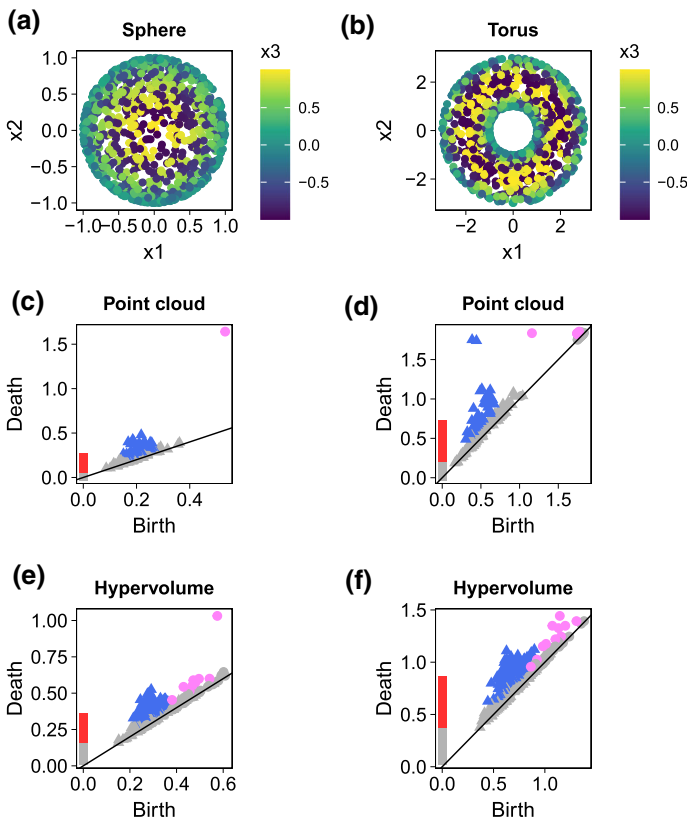 (a)
Sphere
x3
1.0
0.5
0.0
−0.5
−1.0
x2
−1.0 −0.5 0.0 0.5 1.0
x1
0.5
0.0
−0.5
(b)
Torus
x3
2
0
−2
x2
−2 0 2
x1
0.5
0.0
−0.5
(c)
Point cloud
1.5
1.0
0.5
0.0
Death
0.0 0.2 0.4
Birth
(d)
Point cloud
1.5
1.0
0.5
0.0
Death
0.0 0.5 1.0 1.5
Birth
(e)
Hypervolume
1.00
0.75
0.50
0.25
0.00
Death
0.0 0.2 0.4 0.6
Birth
(f)
Hypervolume
1.5
1.0
0.5
0.0
Death
0.0 0.5 1.0
Birth